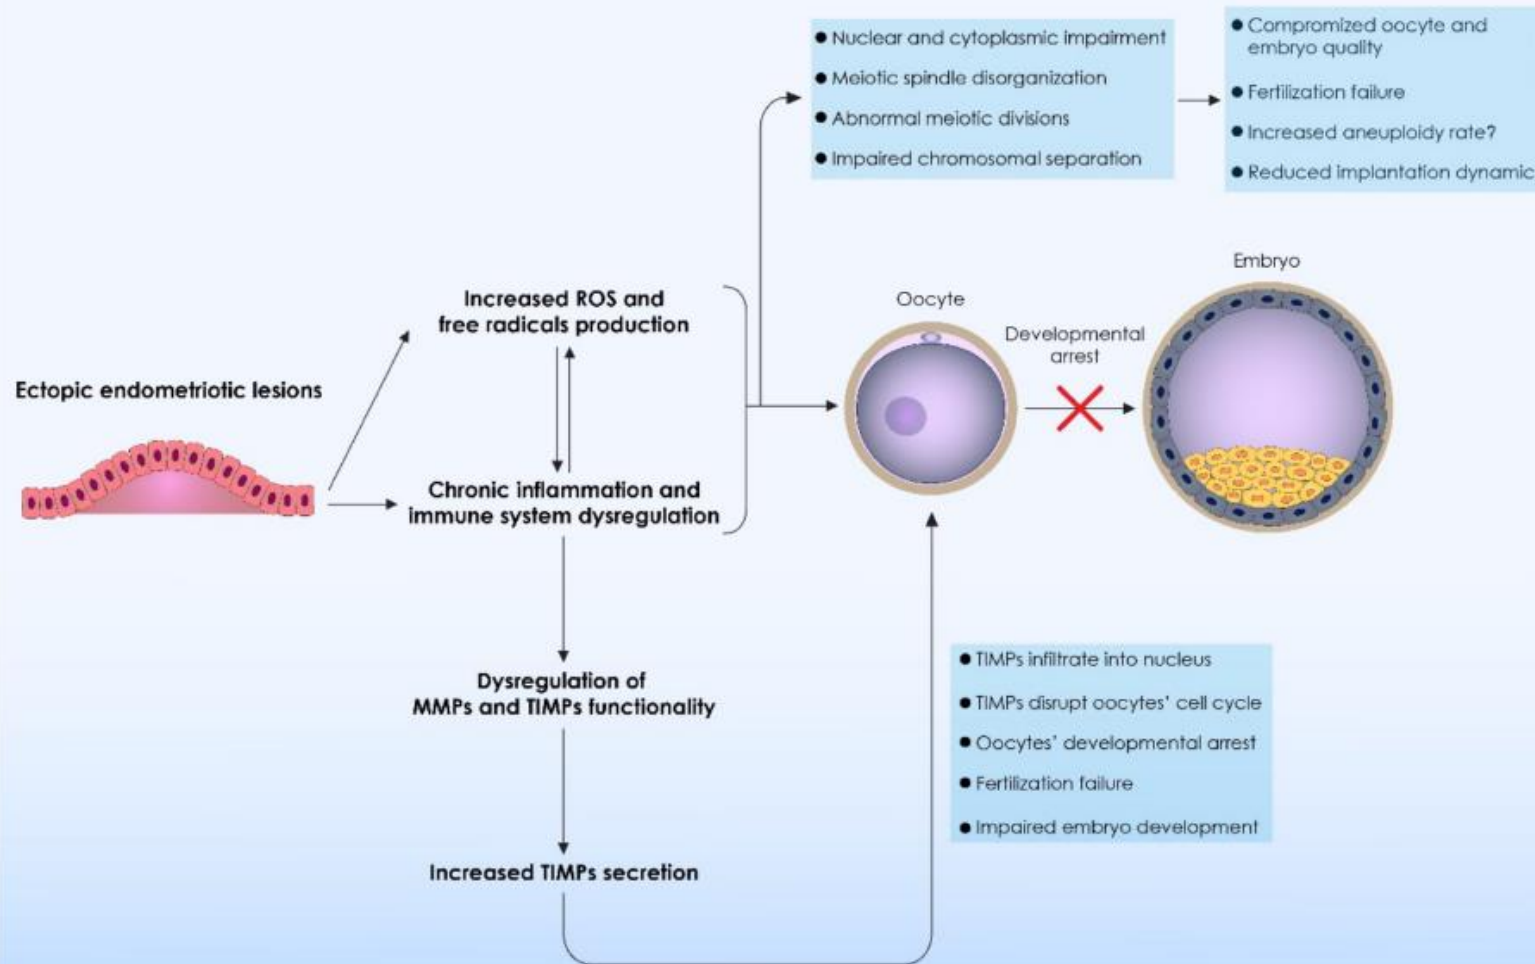 ● Nuclear and cytoplasmic impairment
● Meiotic spindle disorganization
● Abnormal meiotic divisions
● Impaired chromosomal separation
● Compromized oocyte and
embryo quality
● Fertilization failure
● Increased aneuploidy rate?
● Reduced implantation dynamic
Increased ROS and
free radicals production
Ectopic endometriotic lesions
Chronic inflammation and
immune system dysregulation
Oocyte
Developmental
arrest
Embryo
Dysregulation of
MMPs and TIMPs functionality
Increased TIMPs secretion
● TIMPs infiltrate into nucleus
● TIMPs disrupt oocytes' cell cycle
● Oocytes' developmental arrest
● Fertilization failure
● Impaired embryo development